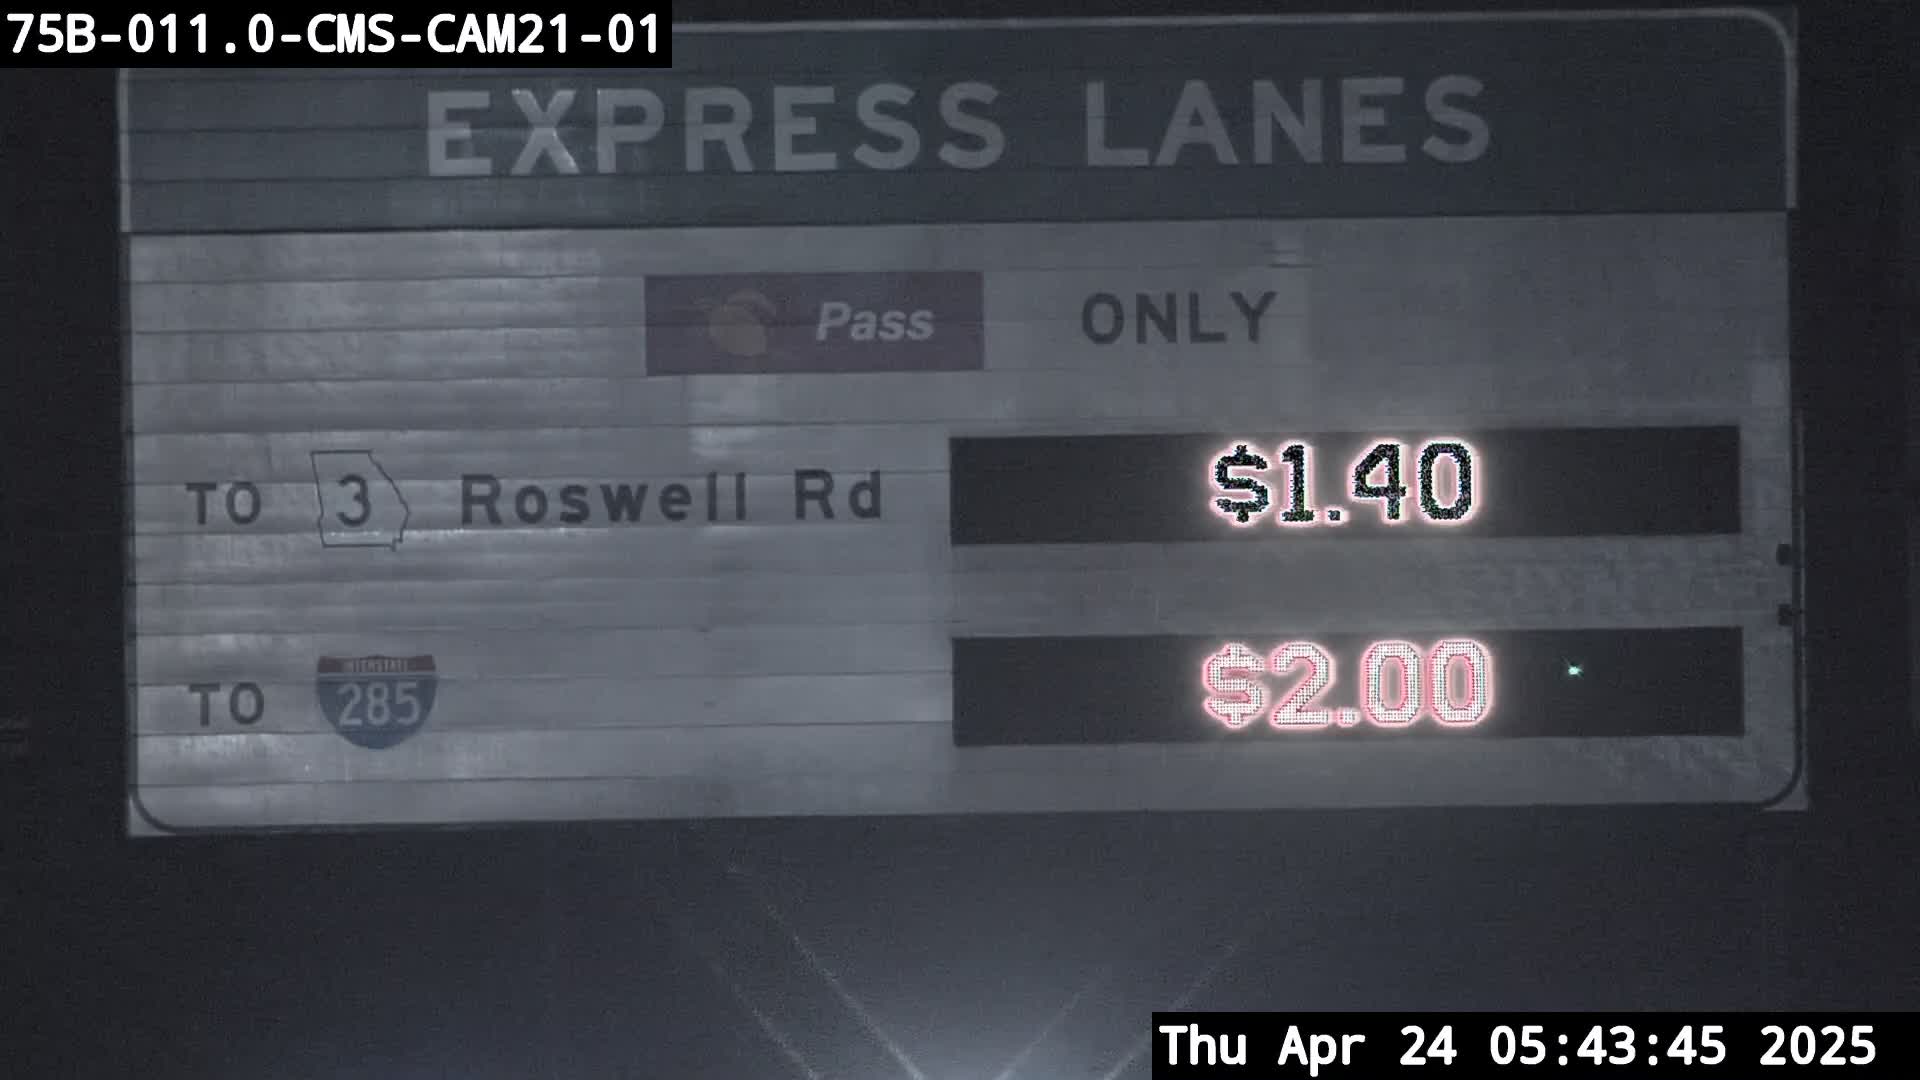 75B-011.0-CMS-CAM21-01
EXPRESS LANES
Pass ONLY
TO 3 Roswell Rd $1.40
INTERSTATE
TO 285 $2.00
Thu Apr 24 05:43:45 2025